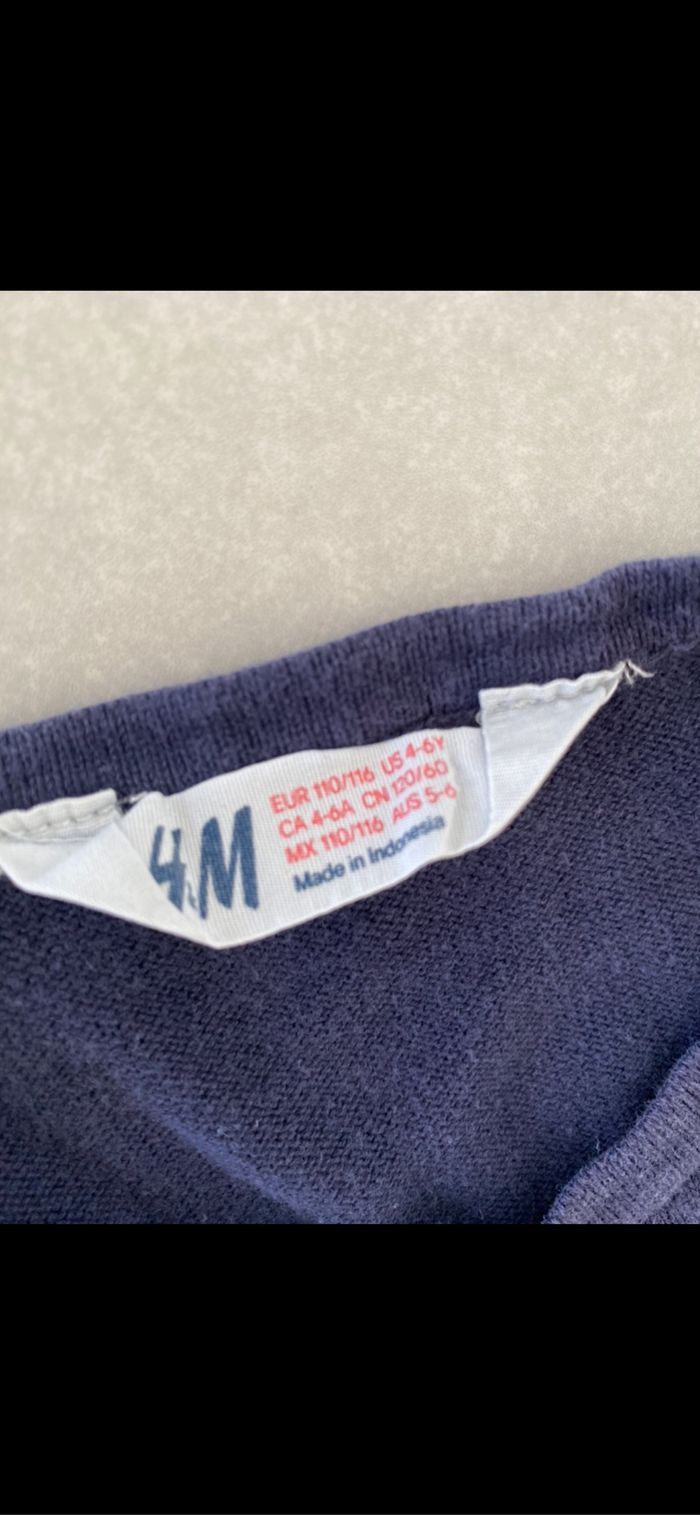 H&M
EUR 110/116 US 4-6Y
CA 4-6A CN 120/60
MX 110/116 AUS 5-6
Made in Indonesia